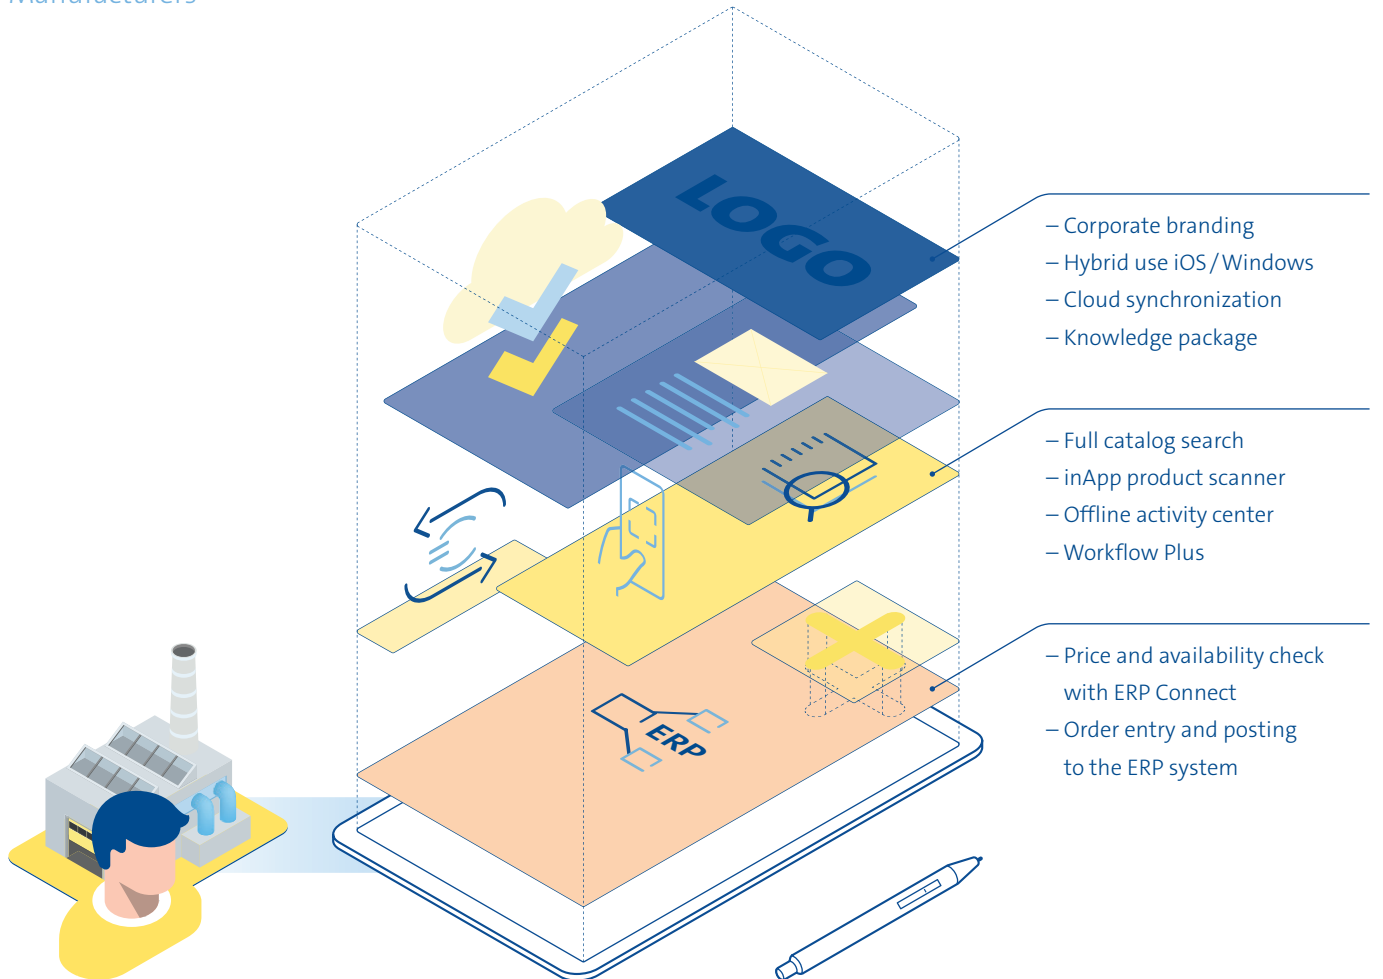 Manufacturers
LOGO
– Corporate branding
– Hybrid use iOS / Windows
– Cloud synchronization
– Knowledge package
– Full catalog search
– inApp product scanner
– Offline activity center
– Workflow Plus
– Price and availability check
with ERP Connect
– Order entry and posting
to the ERP system
ERP